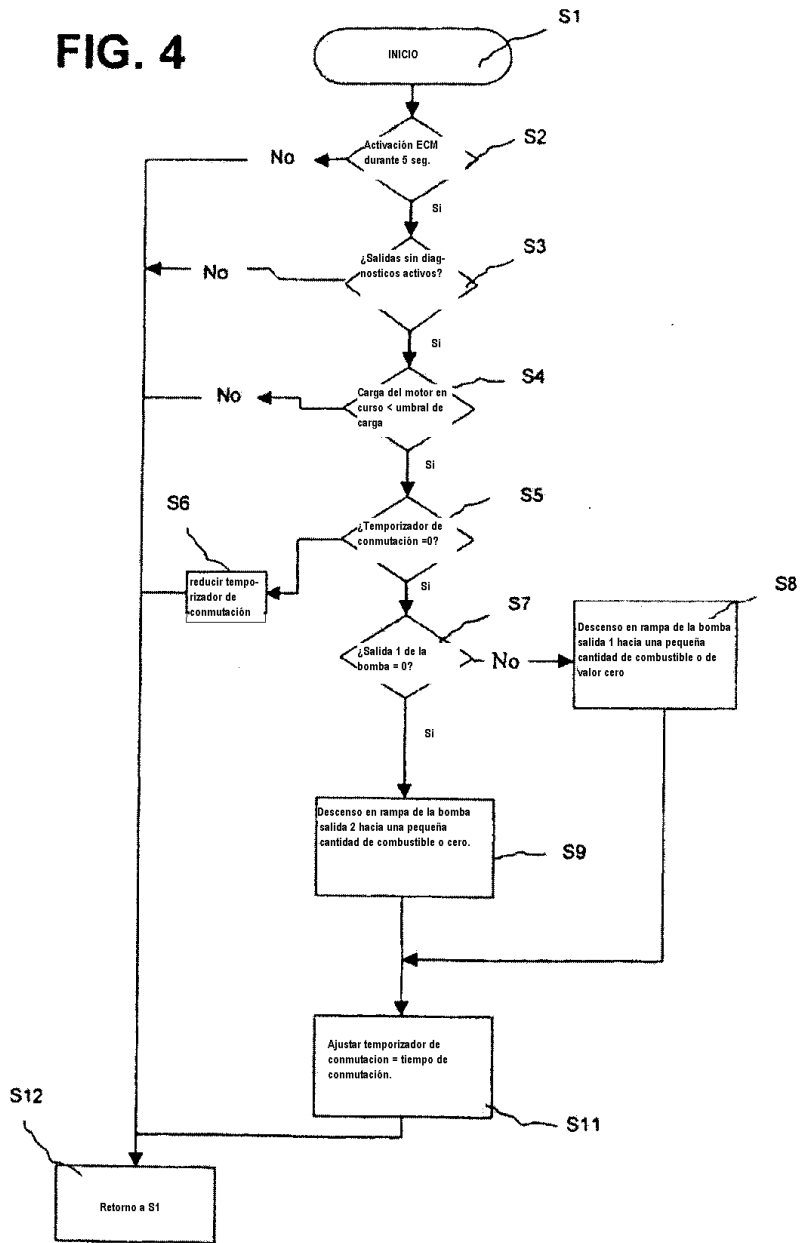 FIG. 4
S1
INICIO
S2
Activación ECM
durante 5 seg.
No
Si
S3
¿Salidas sin diag-
nosticos activos?
No
Si
S4
Carga del motor en
curso < umbral de
carga
No
Si
S5
¿Temporizador de
conmutación =0?
S6
reducir tempo-
rizador de
conmutación
Si
S7
¿Salida 1 de la
bomba = 0?
No
S8
Descenso en rampa de la bomba
salida 1 hacia una pequeña
cantidad de combustible o de
valor cero
Si
Descenso en rampa de la bomba
salida 2 hacia una pequeña
cantidad de combustible o cero.
S9
Ajustar temporizador de
conmutacion = tiempo de
conmutación.
S11
S12
Retorno a S1